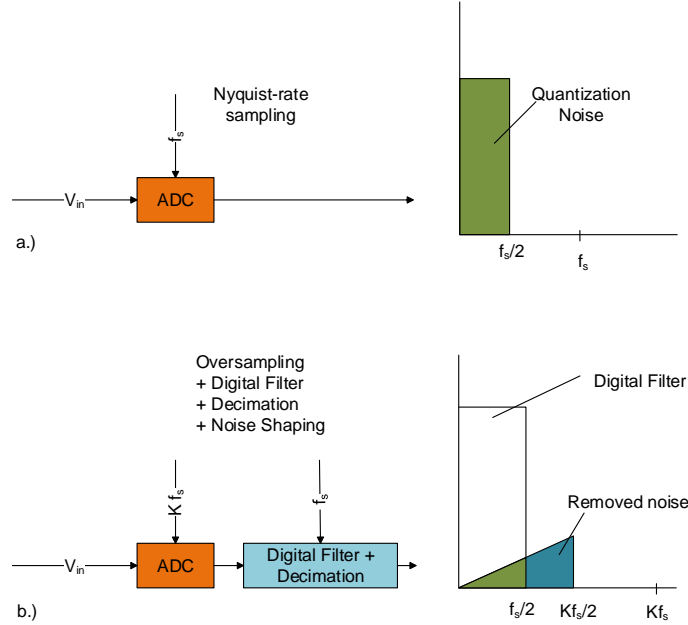 Nyquist-rate
sampling
fs
Vin
ADC
a.)
Quantization
Noise
fs/2
fs
Oversampling
+ Digital Filter
+ Decimation
+ Noise Shaping
K fs
fs
Vin
ADC
Digital Filter +
Decimation
b.)
Digital Filter
Removed noise
fs/2
Kfs/2
Kfs